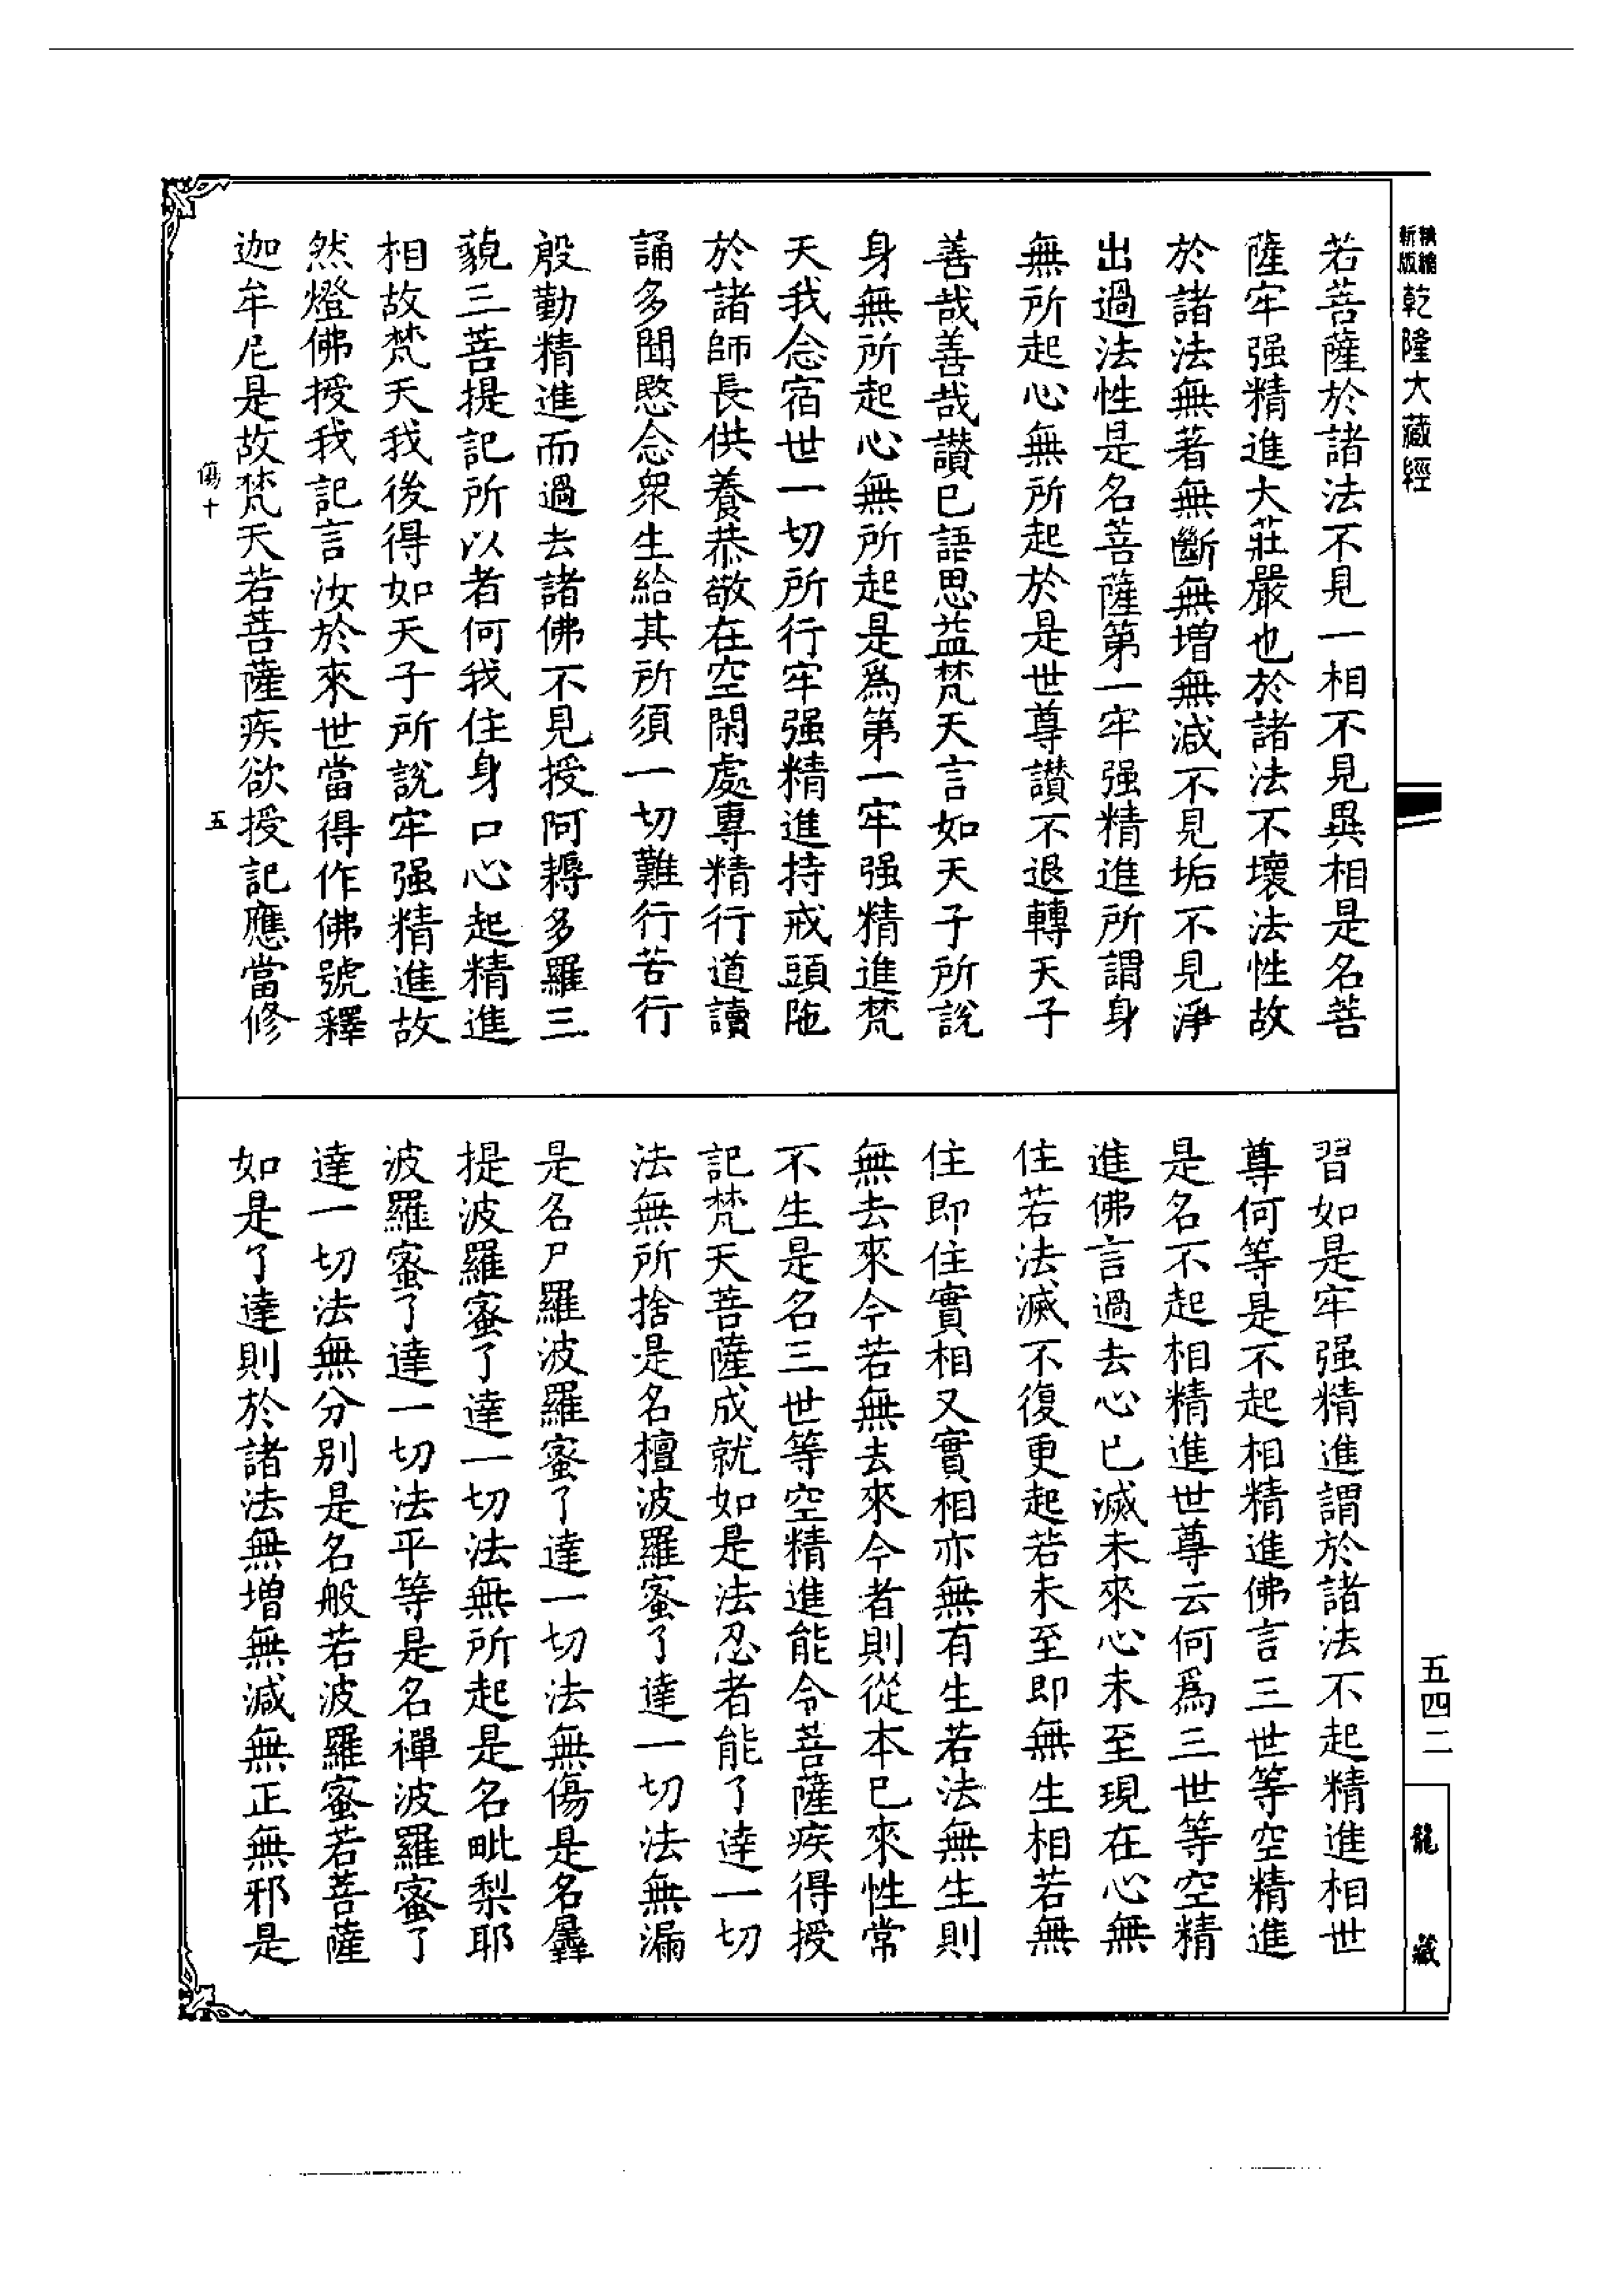 精縮新版乾隆大藏經
若菩薩於諸法不見一相不見異相是名菩
薩牢强精進大莊嚴也於諸法不壞法性故
於諸法無著無斷無增無減不見垢不見淨
出過法性是名菩薩第一牢强精進所謂身
無所起心無所起於是世尊讃不退轉天子
善哉善哉讃已語思益梵天言如天子所說
身無所起心無所起是爲第一牢强精進梵
天我念宿世一切所行牢强精進持戒頭陁
於諸師長供養恭敬在空閑處專精行道讀
誦多聞愍念衆生給其所須一切難行苦行
殷勤精進而過去諸佛不見授阿耨多羅三
藐三菩提記所以者何我住身口心起精進
相故梵天我後得如天子所說牢强精進故
然燈佛授我記言汝於來世當得作佛號釋
迦牟尼是故梵天若菩薩疾欲授記應當修
傷十
五
習如是牢强精進謂於諸法不起精進相世
尊何等是不起相精進佛言三世等空精進
是名不起相精進世尊云何爲三世等空精
進佛言過去心已滅未來心未至現在心無
住若法滅不復更起若未至即無生相若無
住即住實相又實相亦無有生若法無生則
無去來今若無去來今者則從本已來性常
不生是名三世等空精進能令菩薩疾得授
記梵天菩薩成就如是法忍者能了達一切
法無所捨是名檀波羅蜜了達一切法無漏
是名尸羅波羅蜜了達一切法無傷是名羼
提波羅蜜了達一切法無所起是名毗梨耶
波羅蜜了達一切法平等是名禪波羅蜜了
達一切法無分别是名般若波羅蜜若菩薩
如是了達則於諸法無增無減無正無邪是
五四二
龍藏